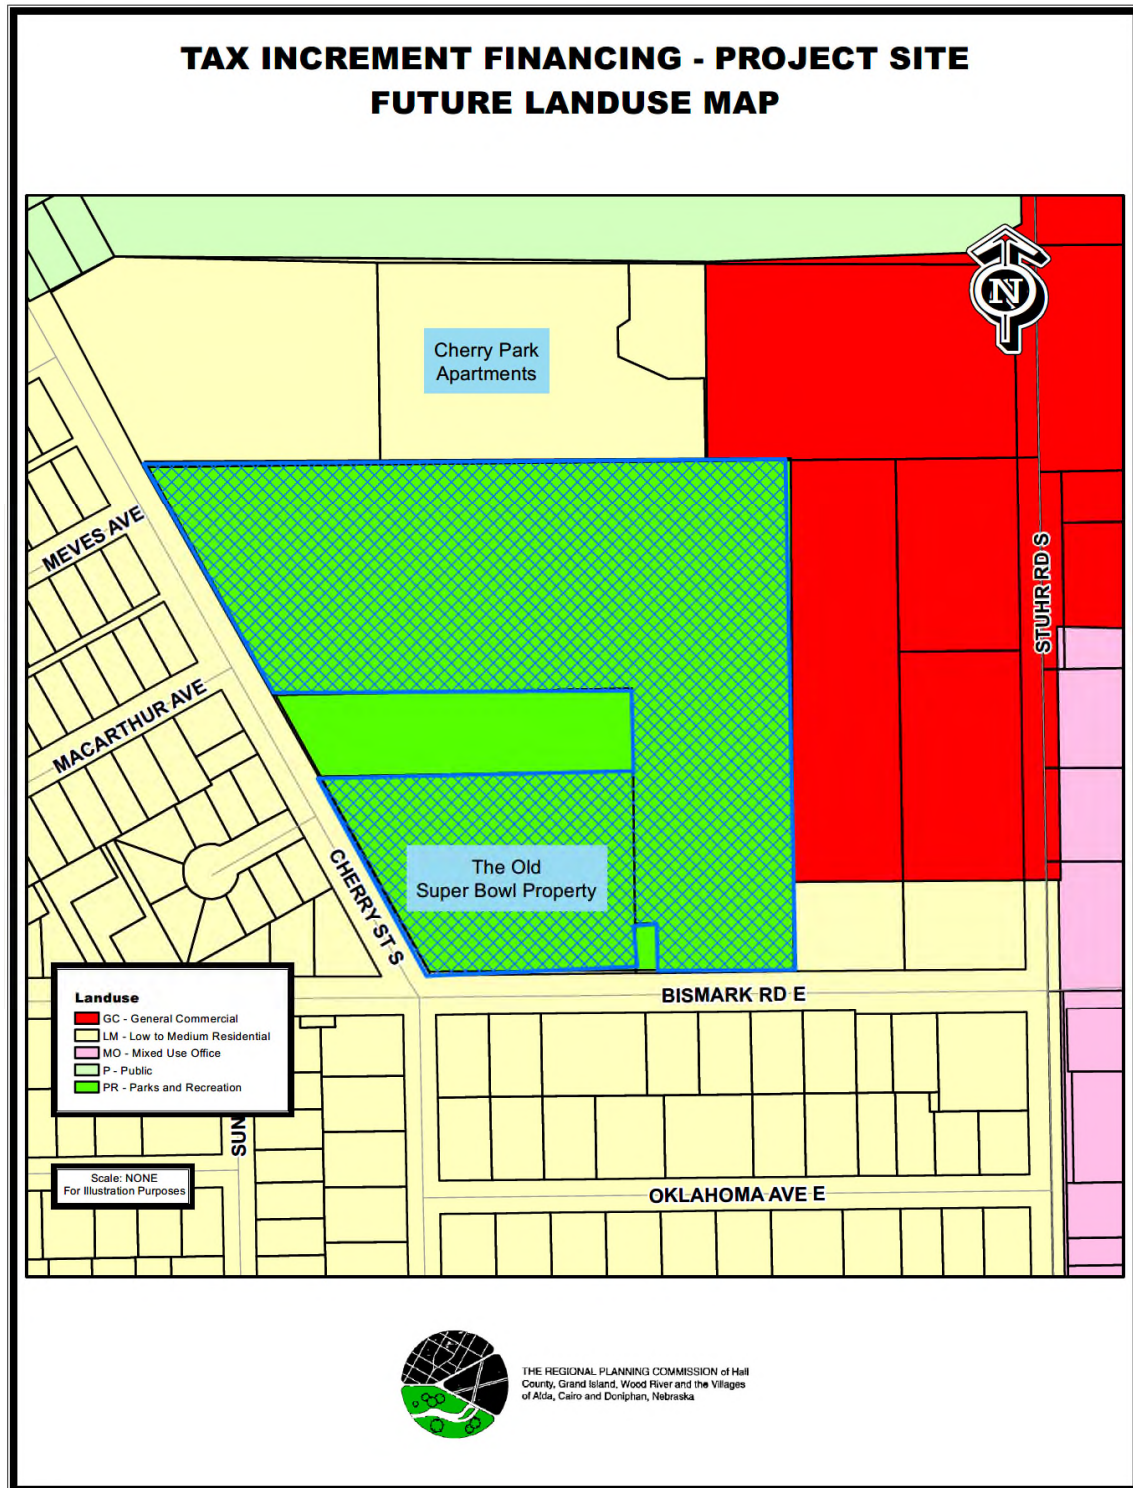 TAX INCREMENT FINANCING - PROJECT SITE
FUTURE LANDUSE MAP
N
Cherry Park
Apartments
MEVES AVE
STUHR RD S
MACARTHUR AVE
CHERRY ST S
The Old
Super Bowl Property
BISMARK RD E
Landuse
GC - General Commercial
LM - Low to Medium Residential
MO - Mixed Use Office
P - Public
PR - Parks and Recreation
SUN
Scale: NONE
For Illustration Purposes
OKLAHOMA AVE E
THE REGIONAL PLANNING COMMISSION of Hall
County, Grand Island, Wood River and the Villages
of Alda, Cairo and Doniphan, Nebraska